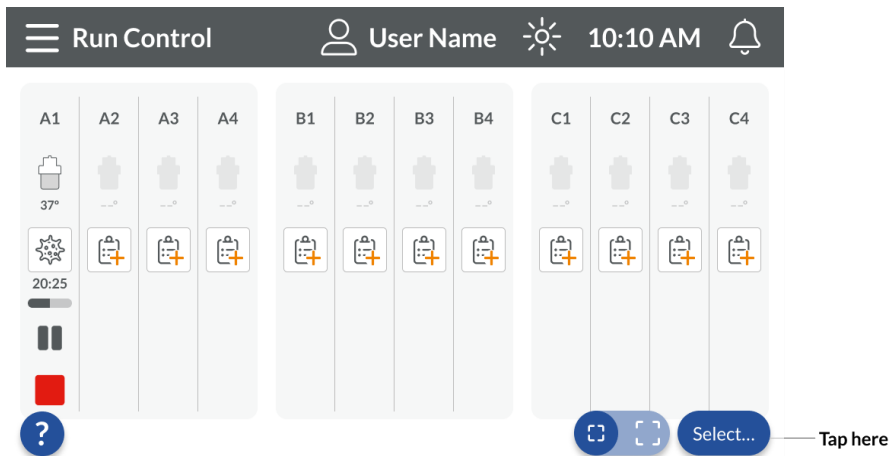 Run Control User Name 10:10 AM
A1 A2 A3 A4 B1 B2 B3 B4 C1 C2 C3 C4
37° --° --° --° --° --° --° --° --° --° --° --°
20:25
? Select... Tap here